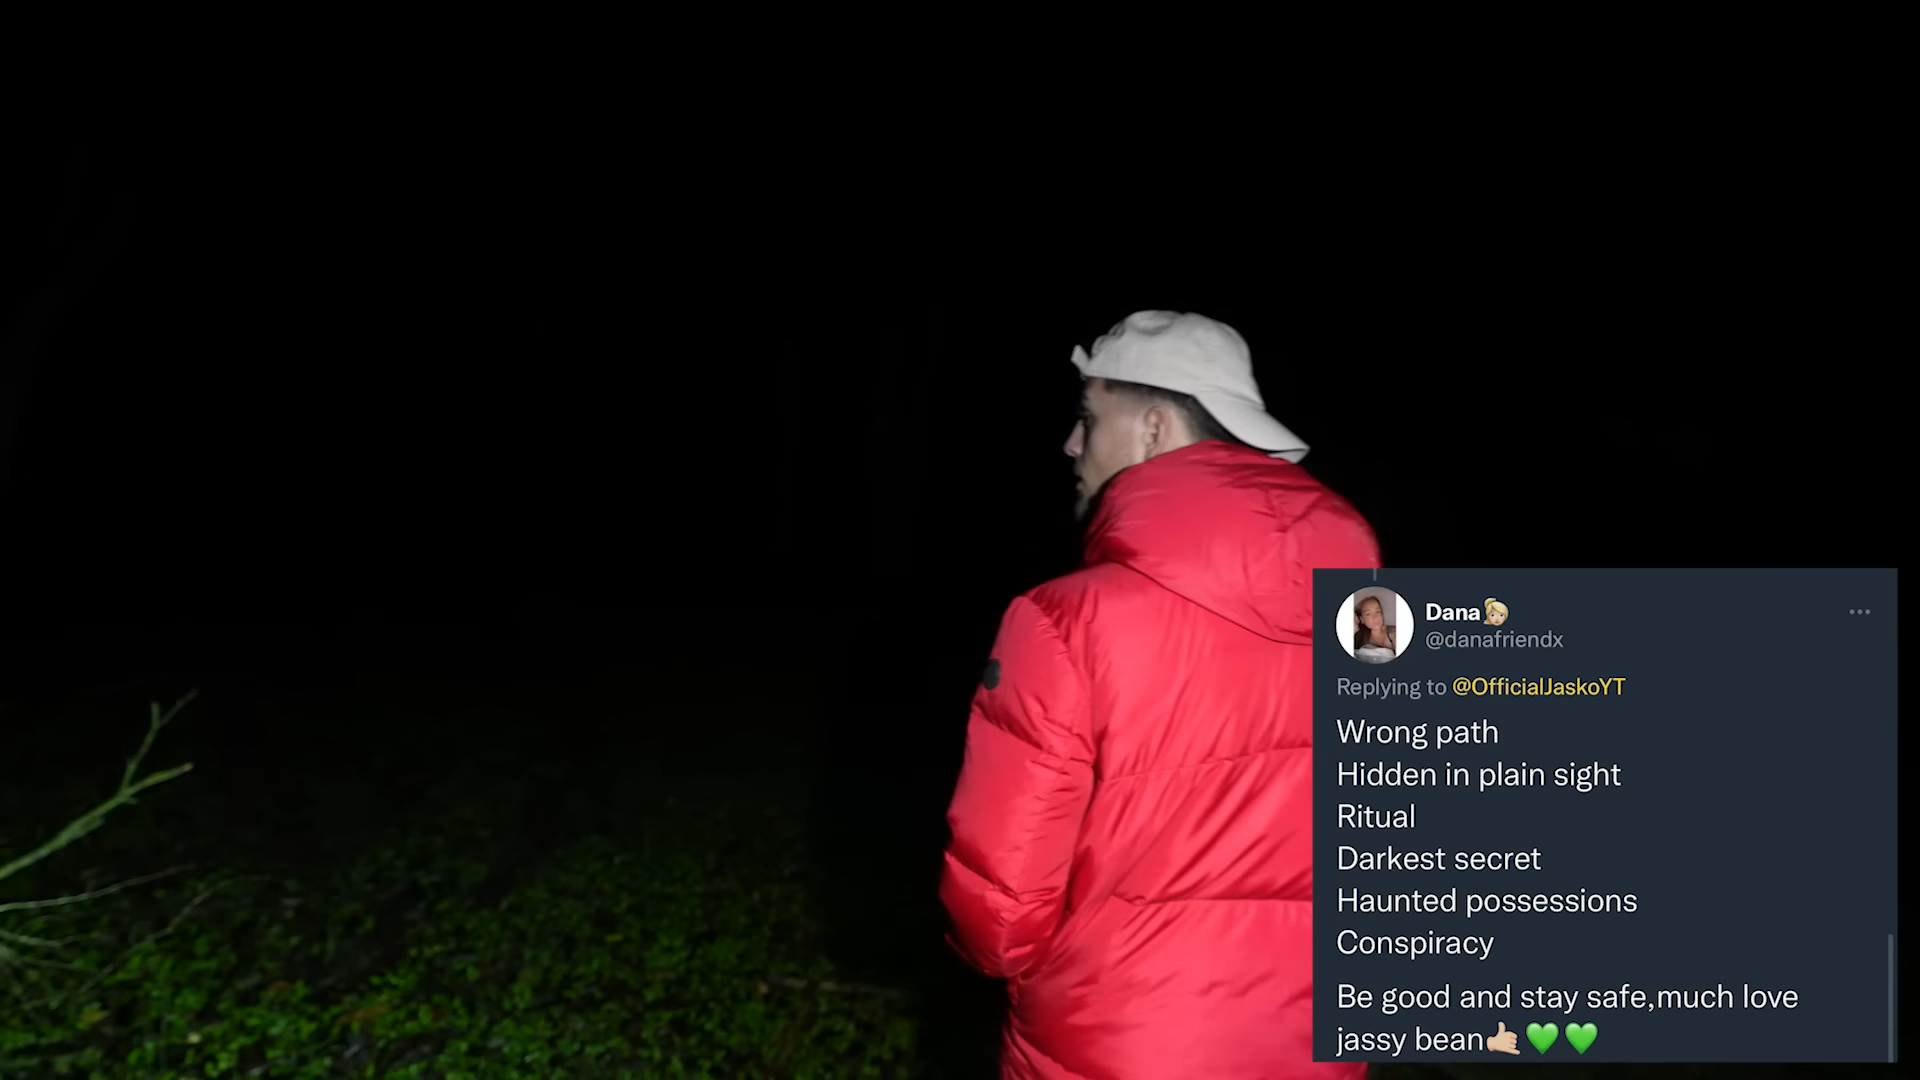 Dana👱🏼‍♀️
@danafriendx
Replying to @OfficialJaskoYT
Wrong path
Hidden in plain sight
Ritual
Darkest secret
Haunted possessions
Conspiracy
Be good and stay safe,much love
jassy bean🤙🏼💚💚